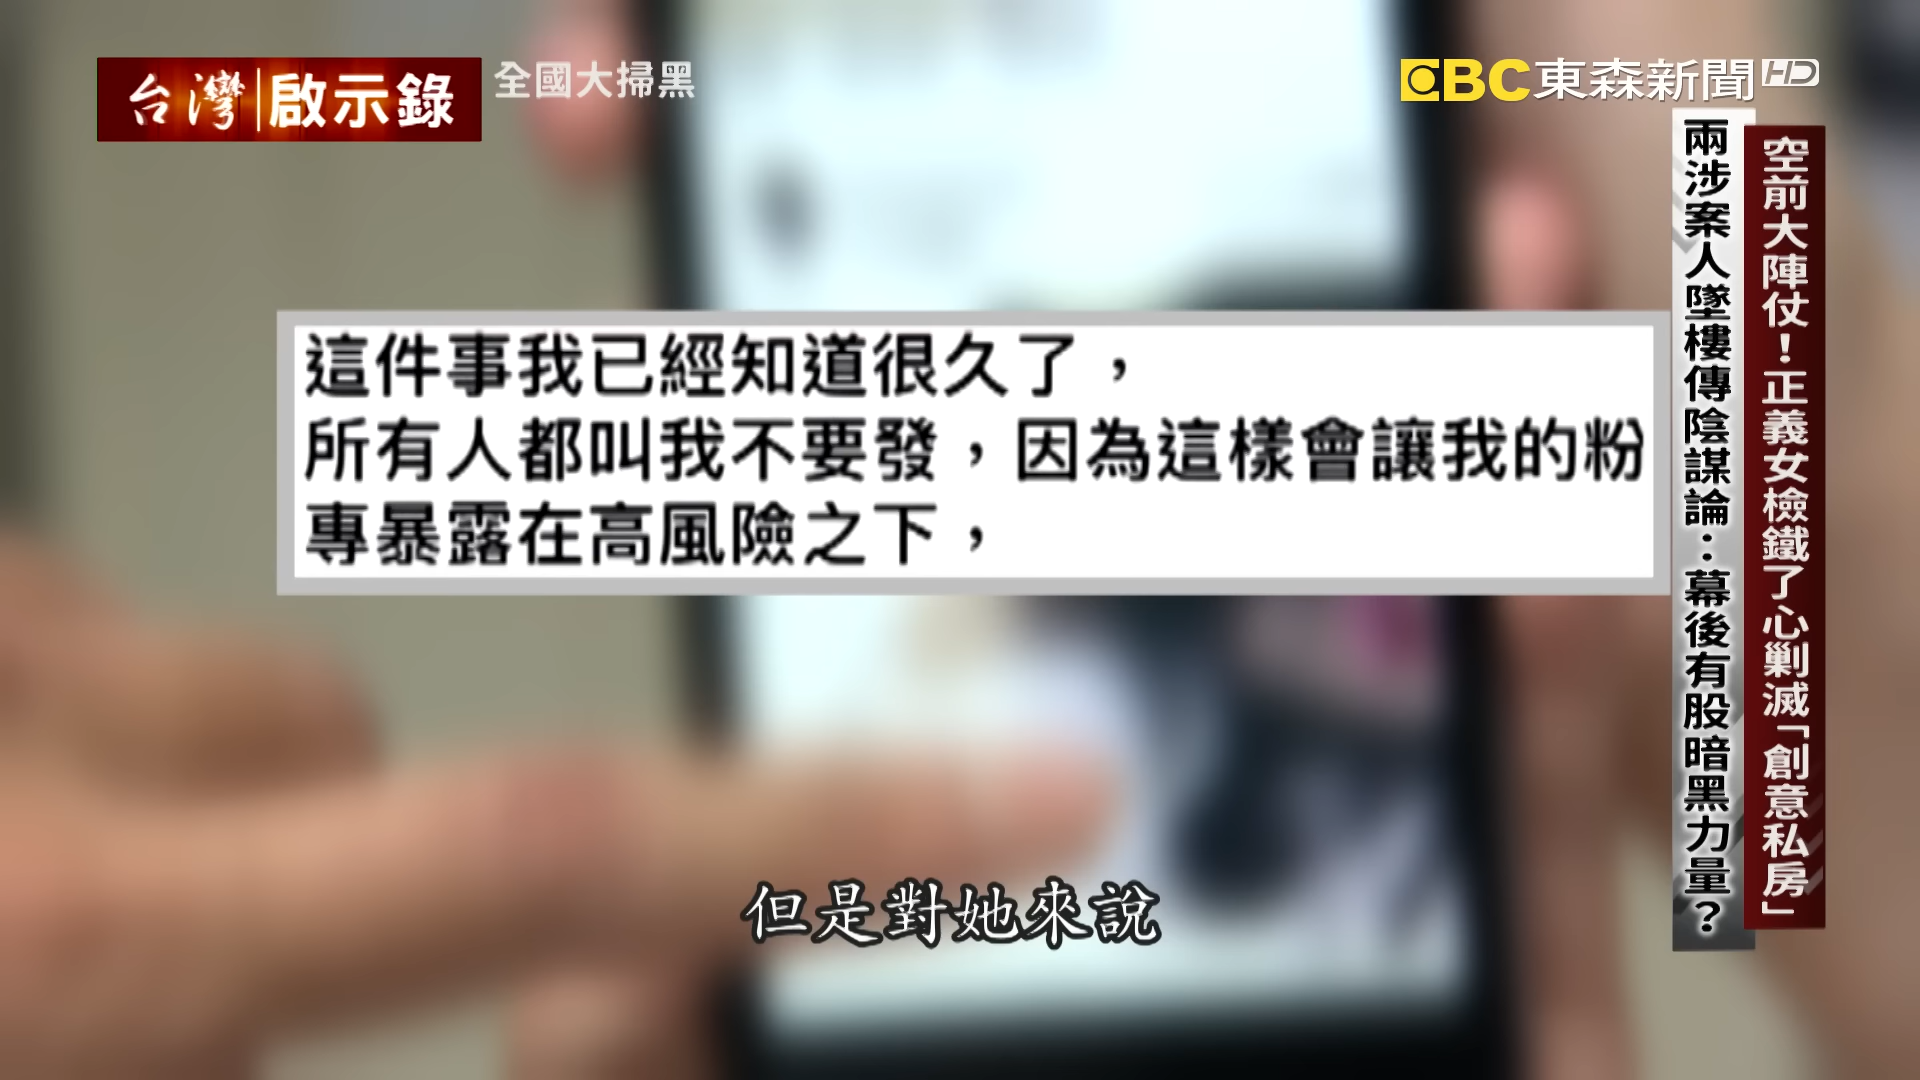 台灣啟示錄
全國大掃黑
EBC東森新聞HD
空前大陣仗！正義女檢鐵了心剿滅「創意私房」
兩涉案人墜樓傳陰謀論：幕後有股暗黑力量？
這件事我已經知道很久了，
所有人都叫我不要發，因為這樣會讓我的粉
專暴露在高風險之下，
但是對她來說